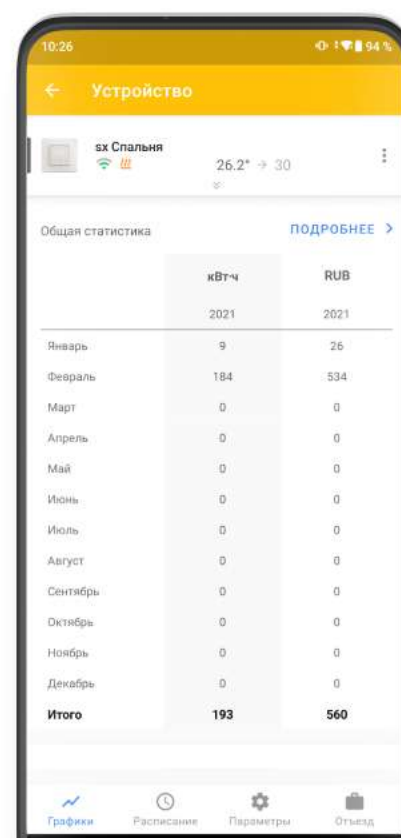 10:26 94 %
Устройство
sx Спальня
26.2° → 30
Общая статистика ПОДРОБНЕЕ >
кВт·ч RUB
2021 2021
Январь 9 26
Февраль 184 534
Март 0 0
Апрель 0 0
Май 0 0
Июнь 0 0
Июль 0 0
Август 0 0
Сентябрь 0 0
Октябрь 0 0
Ноябрь 0 0
Декабрь 0 0
Итого 193 560
Графики Расписание Параметры Отъезд